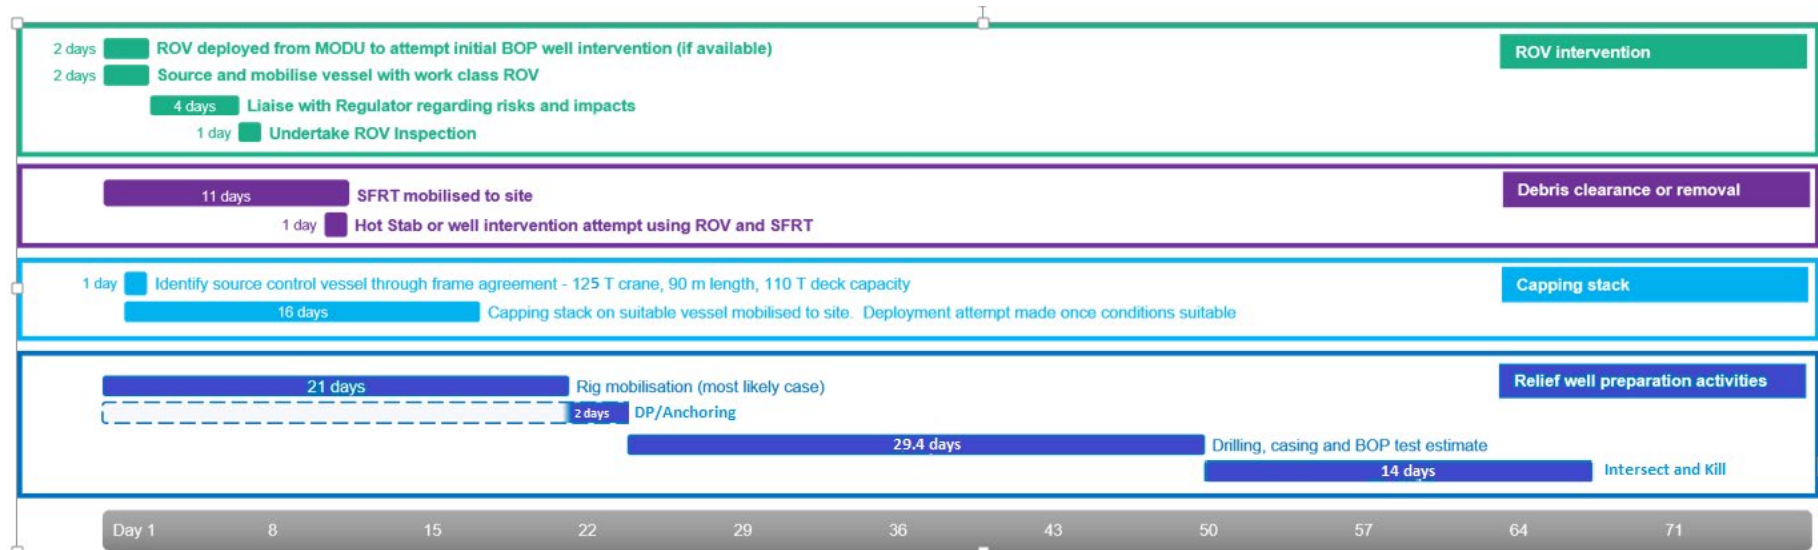 2 days ROV deployed from MODU to attempt initial BOP well intervention (if available)
ROV intervention
2 days Source and mobilise vessel with work class ROV
4 days Liaise with Regulator regarding risks and impacts
1 day Undertake ROV Inspection
Debris clearance or removal
11 days SFRT mobilised to site
1 day Hot Stab or well intervention attempt using ROV and SFRT
Capping stack
1 day Identify source control vessel through frame agreement - 125 T crane, 90 m length, 110 T deck capacity
16 days Capping stack on suitable vessel mobilised to site. Deployment attempt made once conditions suitable
Relief well preparation activities
21 days Rig mobilisation (most likely case)
2 days DP/Anchoring
29.4 days Drilling, casing and BOP test estimate
14 days Intersect and Kill
Day 1 8 15 22 29 36 43 50 57 64 71